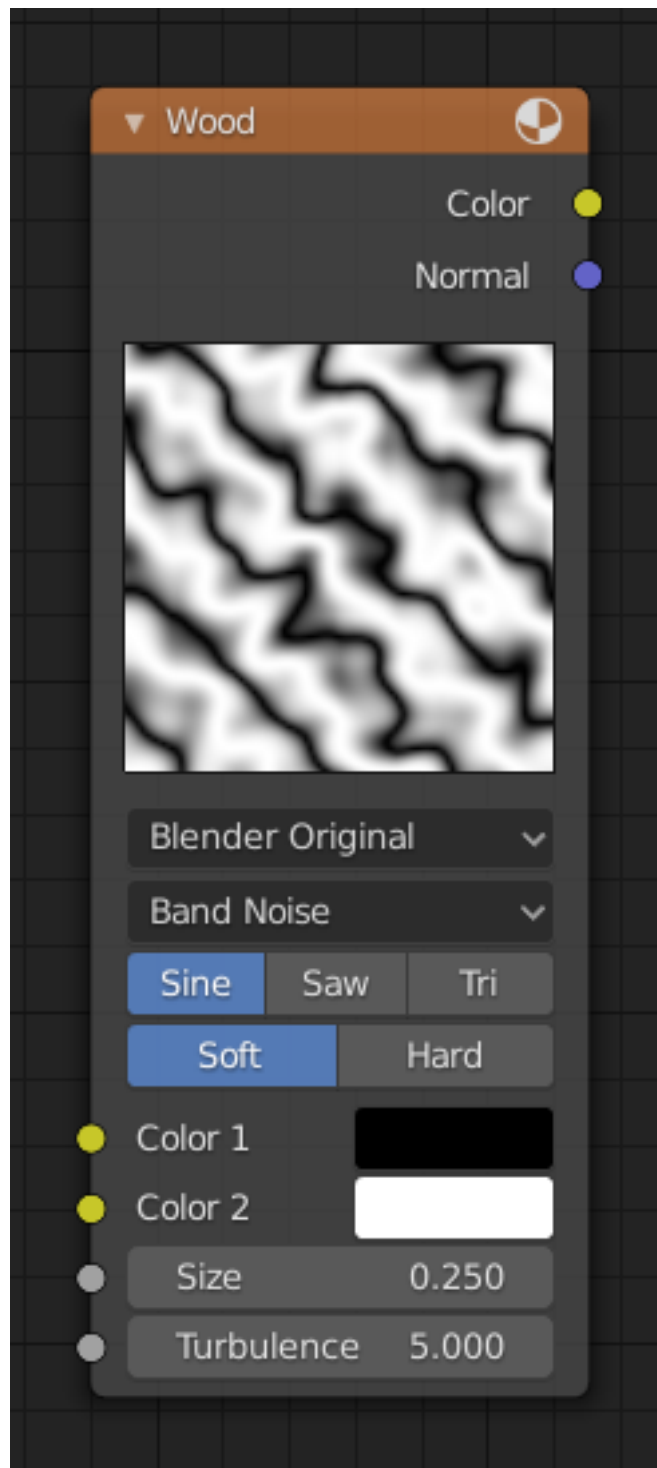 Wood
Color
Normal
Blender Original
Band Noise
Sine Saw Tri
Soft Hard
Color 1
Color 2
Size 0.250
Turbulence 5.000